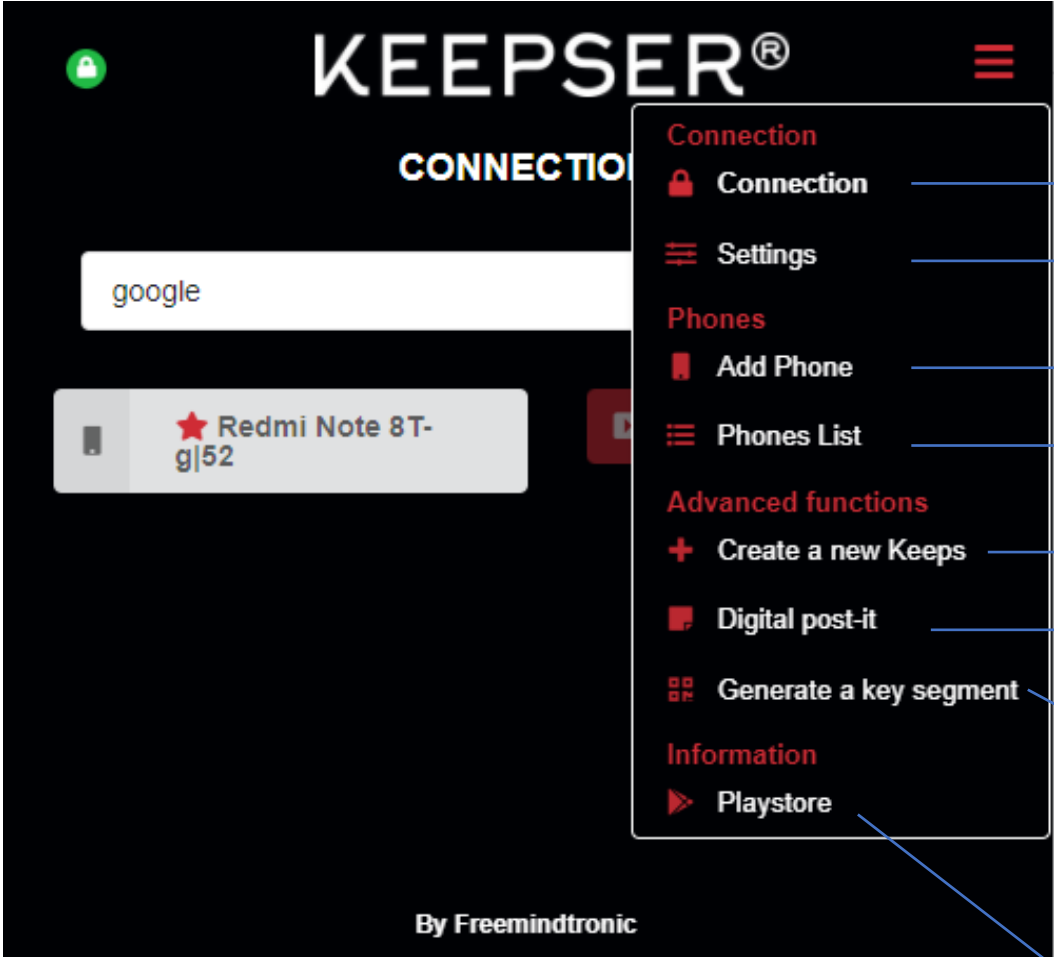 KEEPSER®
CONNECTIO
google
Redmi Note 8T-
g|52
Connection
Connection
Settings
Phones
Add Phone
Phones List
Advanced functions
Create a new Keeps
Digital post-it
Generate a key segment
Information
Playstore
By Freemindtronic